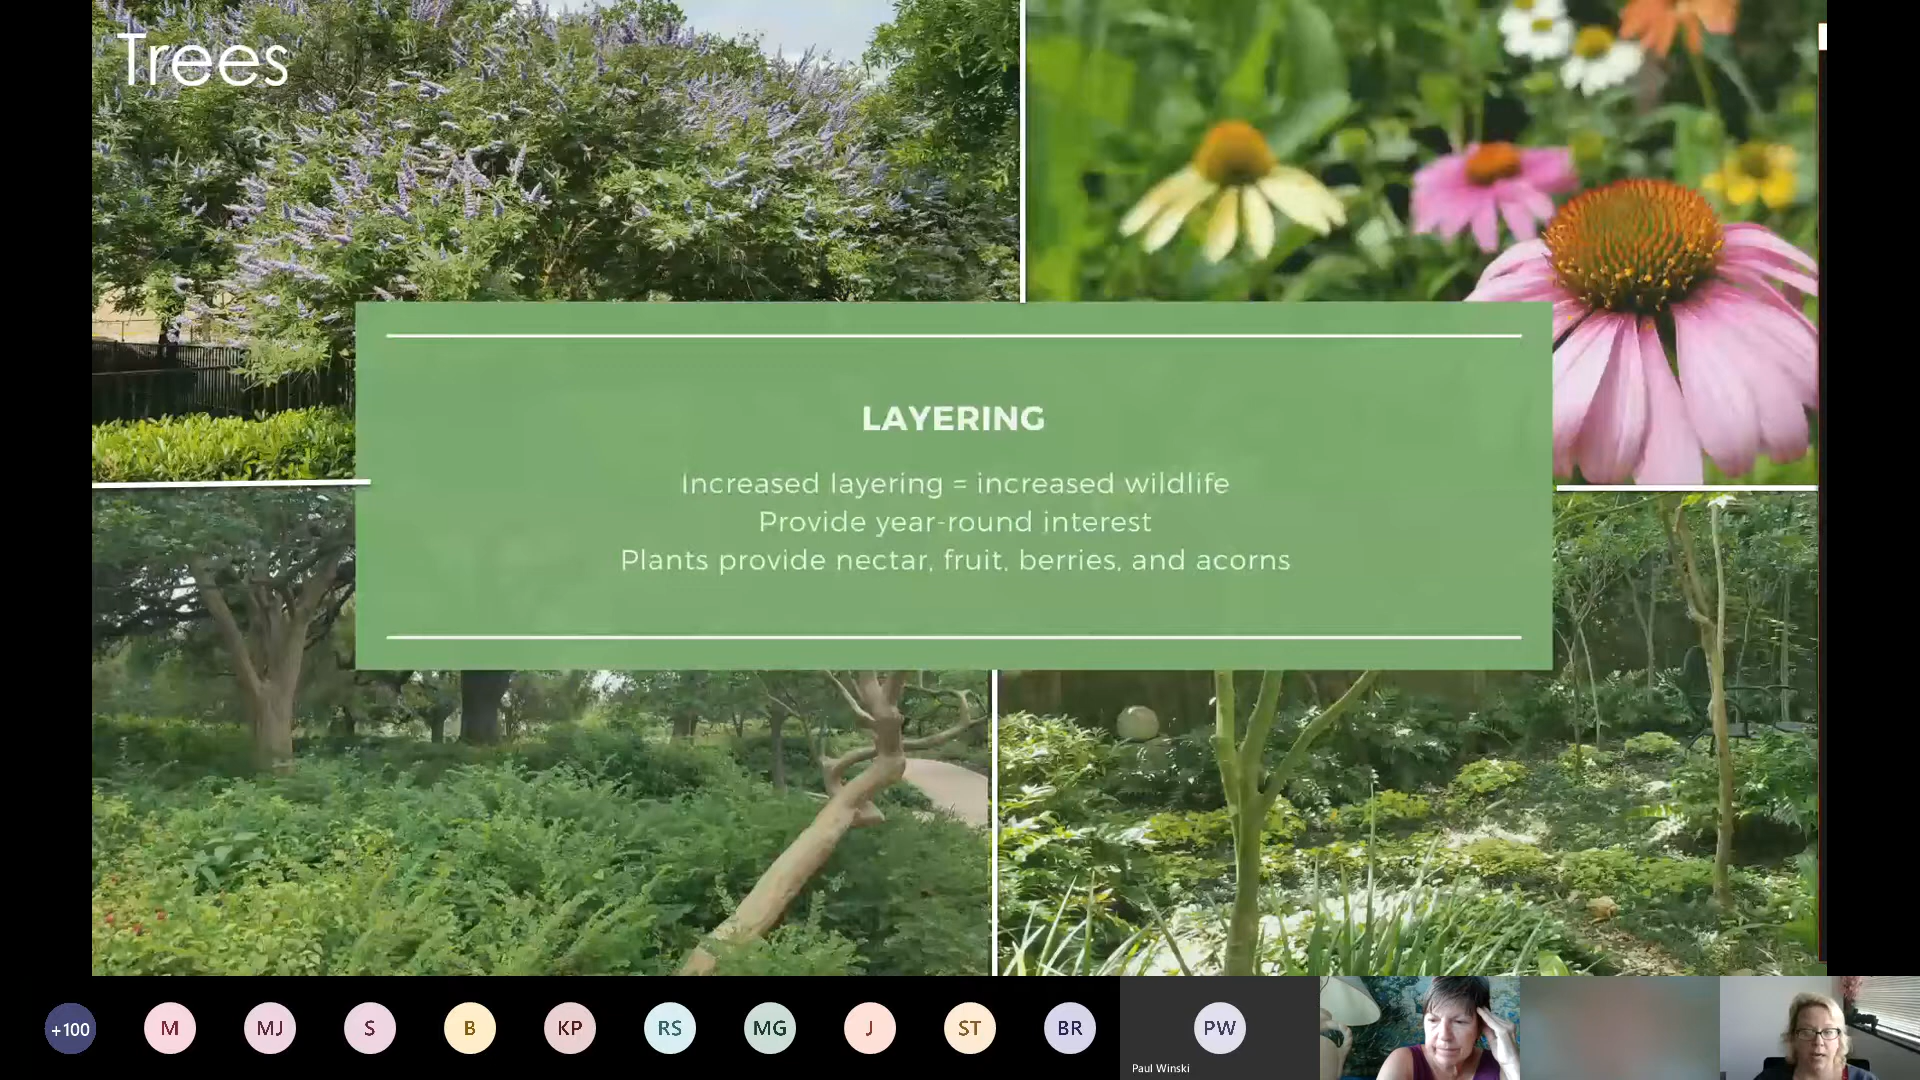 Trees
LAYERING
Increased layering = increased wildlife
Provide year-round interest
Plants provide nectar, fruit, berries, and acorns
+100
M
MJ
S
B
KP
RS
MG
J
ST
BR
PW
Paul Winski